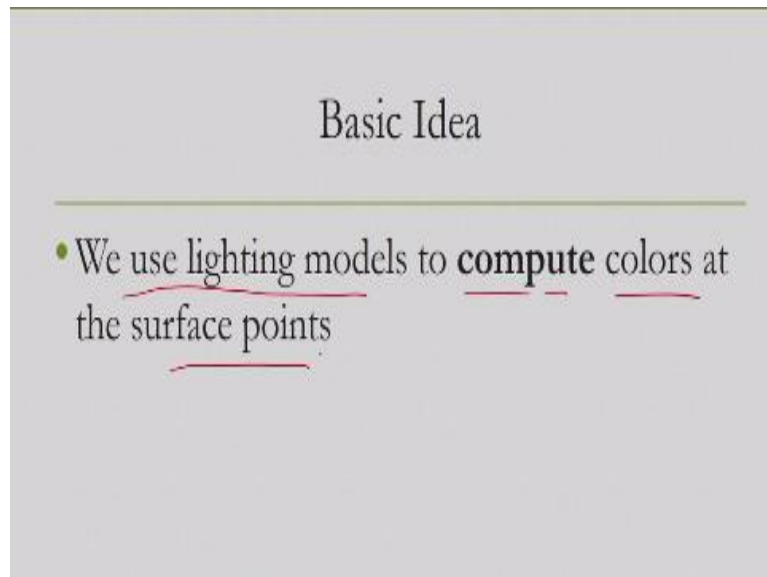 Basic Idea
• We use lighting models to compute colors at
the surface points